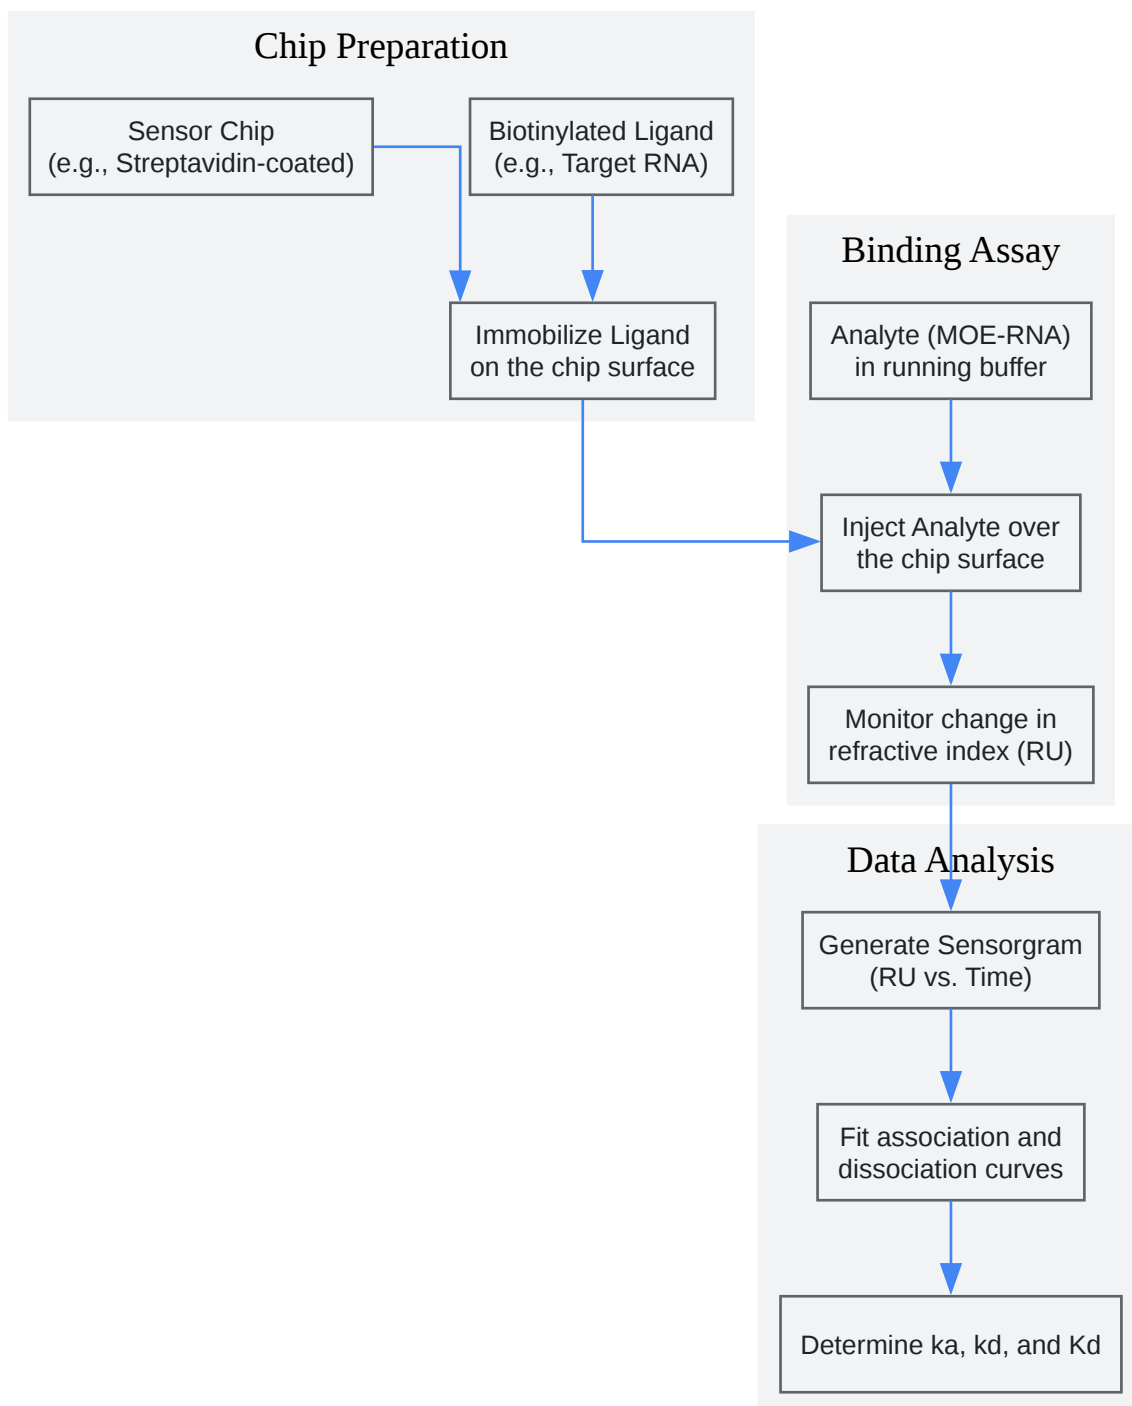 Chip Preparation
Sensor Chip
(e.g., Streptavidin-coated)
Biotinylated Ligand
(e.g., Target RNA)
Immobilize Ligand
on the chip surface
Binding Assay
Analyte (MOE-RNA)
in running buffer
Inject Analyte over
the chip surface
Monitor change in
refractive index (RU)
Data Analysis
Generate Sensorgram
(RU vs. Time)
Fit association and
dissociation curves
Determine ka, kd, and Kd